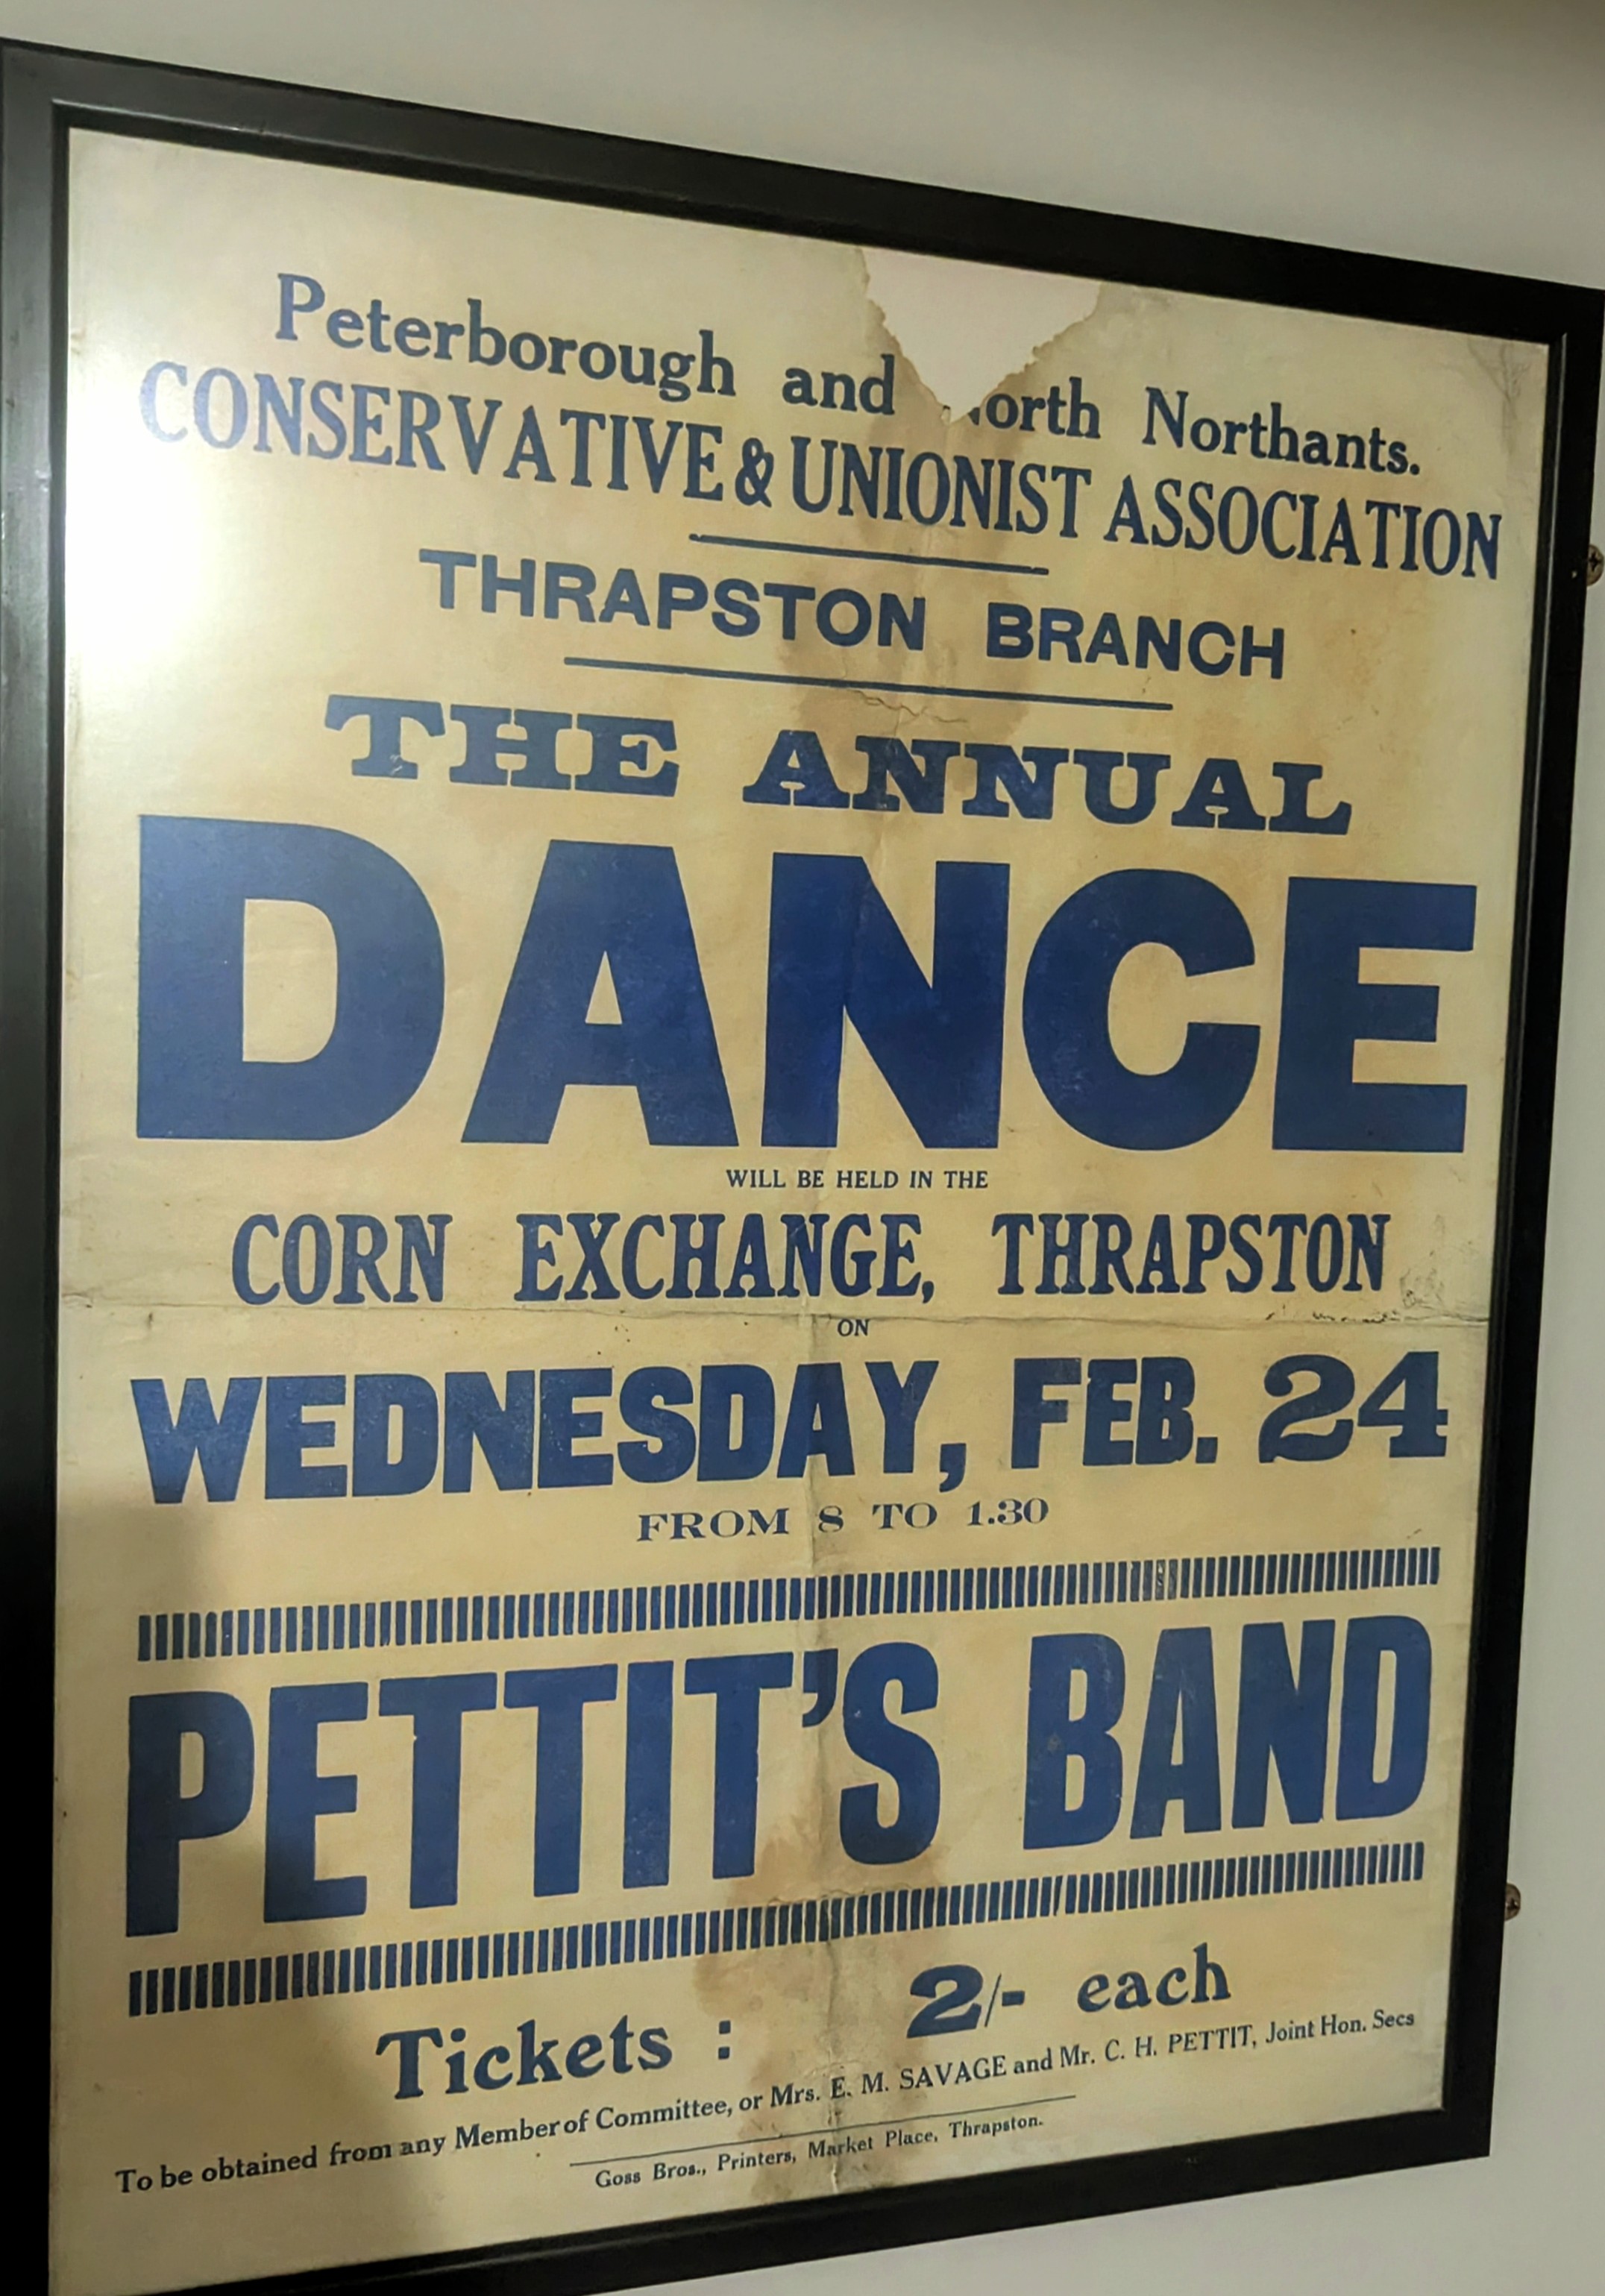 Peterborough and North Northants.
CONSERVATIVE & UNIONIST ASSOCIATION
THRAPSTON BRANCH
THE ANNUAL
DANCE
WILL BE HELD IN THE
CORN EXCHANGE, THRAPSTON
ON
WEDNESDAY, FEB. 24
FROM 8 TO 1.30
PETTIT'S BAND
Tickets : 2/- each
To be obtained from any Member of Committee, or Mrs. E. M. SAVAGE and Mr. C. H. PETTIT, Joint Hon. Secs
Goss Bros., Printers, Market Place, Thrapston.